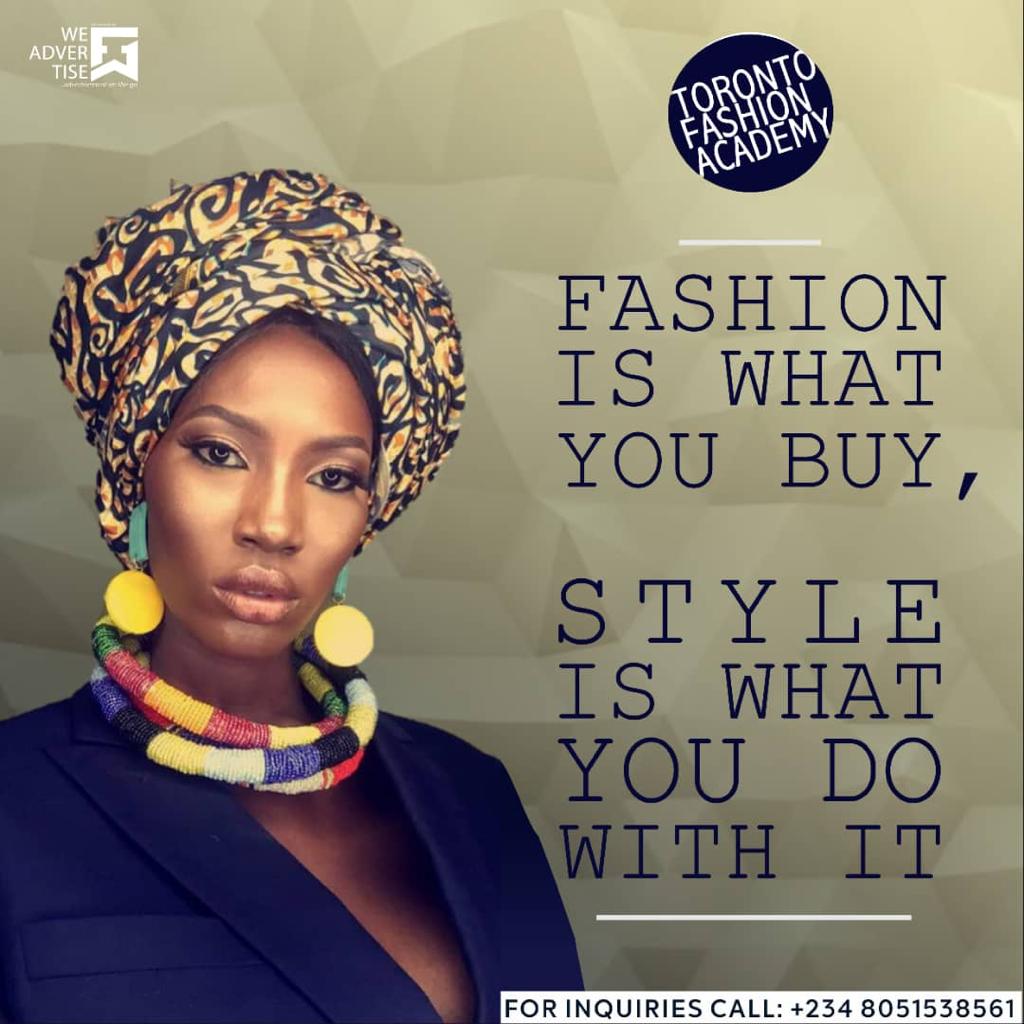 WE
ADVER
TISE
TORONTO
FASHION
ACADEMY
FASHION
IS WHAT
YOU BUY,
STYLE
IS WHAT
YOU DO
WITH IT
FOR INQUIRIES CALL: +234 8051538561